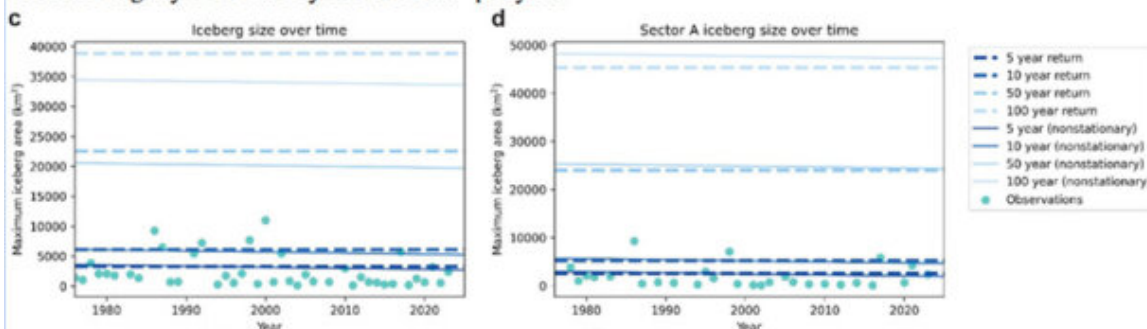 c
d
Iceberg size over time
Sector A iceberg size over time
40000
35000
30000
25000
20000
15000
10000
5000
0
Maximum iceberg area (km²)
1980
1990
2000
2010
2020
Year
50000
40000
30000
20000
10000
0
Maximum iceberg area (km²)
1980
1990
2000
2010
2020
Year
5 year return
10 year return
50 year return
100 year return
5 year (nonstationary)
10 year (nonstationary)
50 year (nonstationary)
100 year (nonstationary
Observations